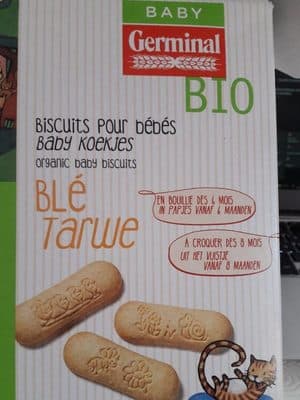 BABY
Germinal
BIO
BISCUITS POUR BÉBÉS
BABY KOEKJES
ORGANIC BABY BISCUITS
BLÉ
Tarwe
EN BOUILLIE DÈS 6 MOIS
IN PAPJES VANAF 6 MAANDEN
A CROQUER DÈS 8 MOIS
UIT HET VUISTJE
VANAF 8 MAANDEN